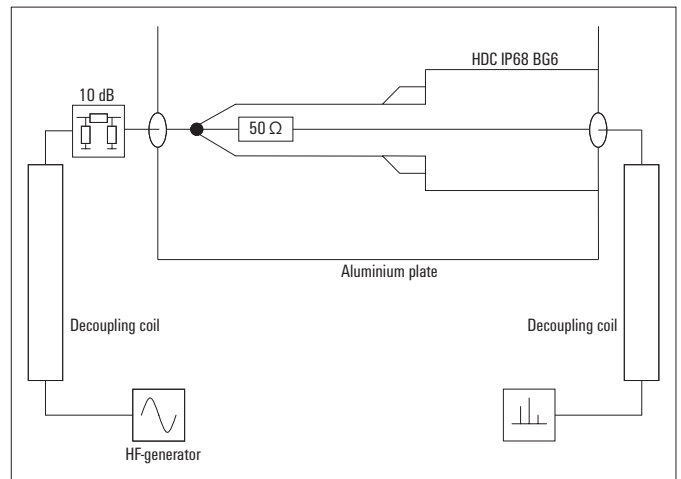 HDC IP68 BG6
10 dB
50 Ω
Aluminium plate
Decoupling coil
Decoupling coil
HF-generator